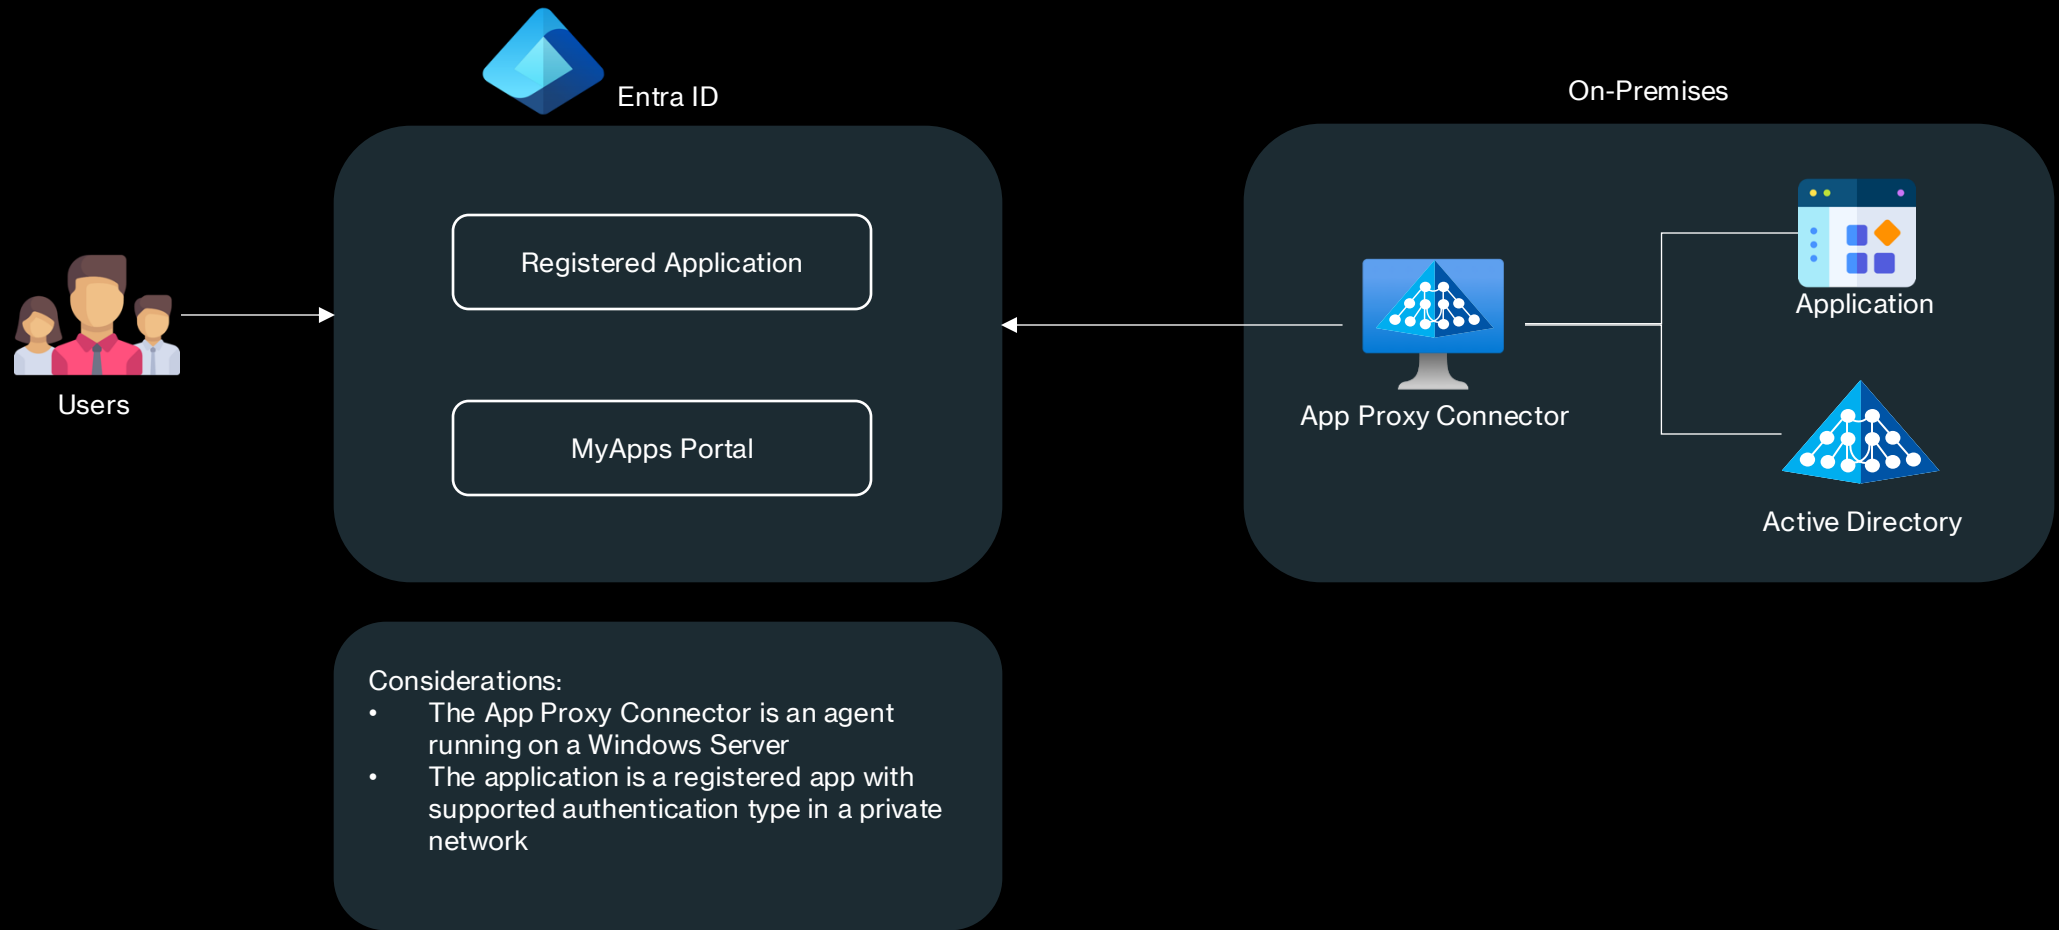 Entra ID
On-Premises
Registered Application
Application
Users
App Proxy Connector
MyApps Portal
Active Directory
Considerations:
• The App Proxy Connector is an agent
running on a Windows Server
• The application is a registered app with
supported authentication type in a private
network